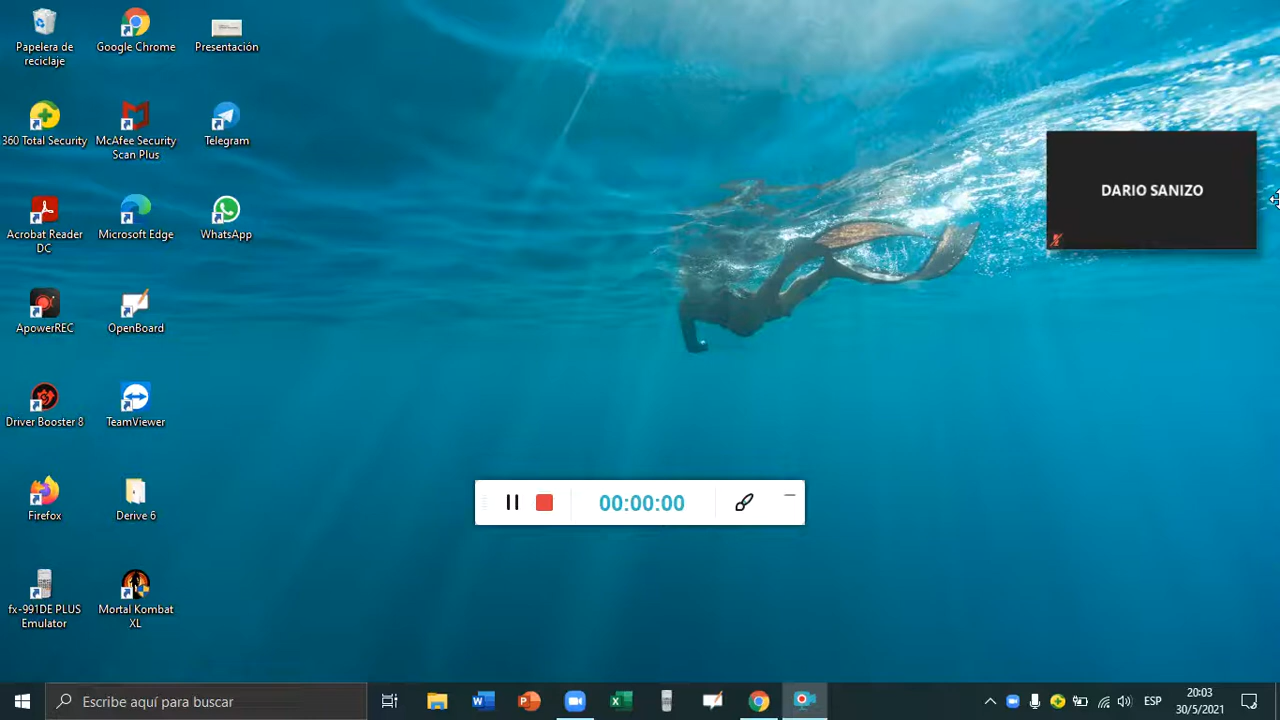 Papelera de
reciclaje
Google Chrome
Presentación
360 Total Security
McAfee Security
Scan Plus
Telegram
Acrobat Reader
DC
Microsoft Edge
WhatsApp
ApowerREC
OpenBoard
Driver Booster 8
TeamViewer
Firefox
Derive 6
fx-991DE PLUS
Emulator
Mortal Kombat
XL
DARIO SANIZO
00:00:00
Escribe aquí para buscar
ESP
20:03
30/5/2021